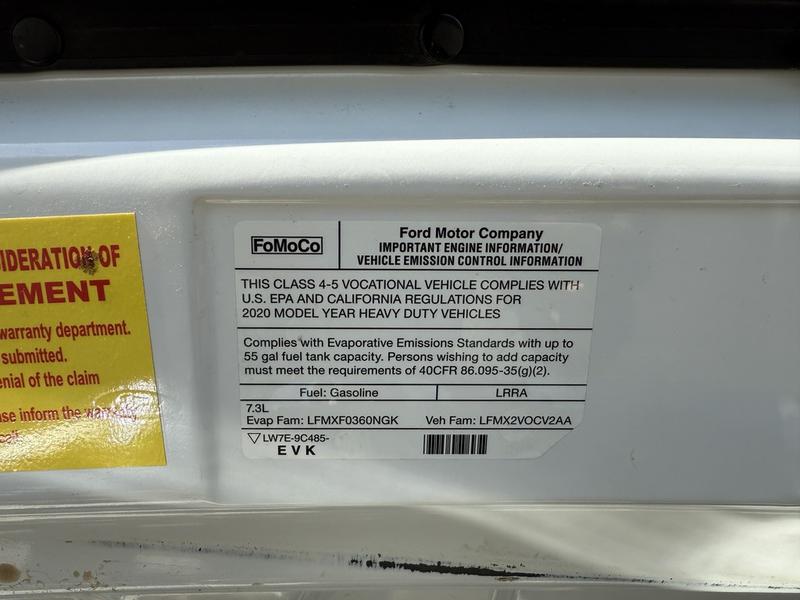 IDERATION OF
EMENT
warranty department.
submitted.
enial of the claim
se inform the warranty
call
FoMoCo
Ford Motor Company
IMPORTANT ENGINE INFORMATION/
VEHICLE EMISSION CONTROL INFORMATION
THIS CLASS 4-5 VOCATIONAL VEHICLE COMPLIES WITH
U.S. EPA AND CALIFORNIA REGULATIONS FOR
2020 MODEL YEAR HEAVY DUTY VEHICLES
Complies with Evaporative Emissions Standards with up to
55 gal fuel tank capacity. Persons wishing to add capacity
must meet the requirements of 40CFR 86.095-35(g)(2).
Fuel: Gasoline LRRA
7.3L
Evap Fam: LFMXF0360NGK Veh Fam: LFMX2VOCV2AA
LW7E-9C485-
EVK